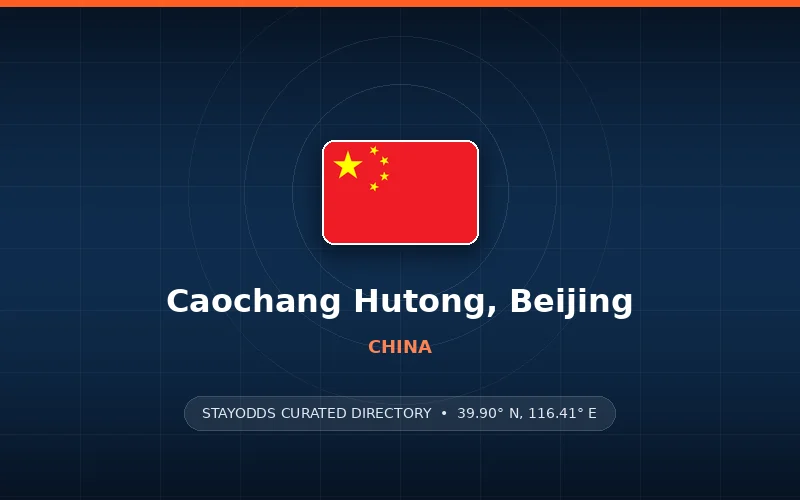 Caochang Hutong, Beijing
CHINA
STAYODDS CURATED DIRECTORY • 39.90° N, 116.41° E